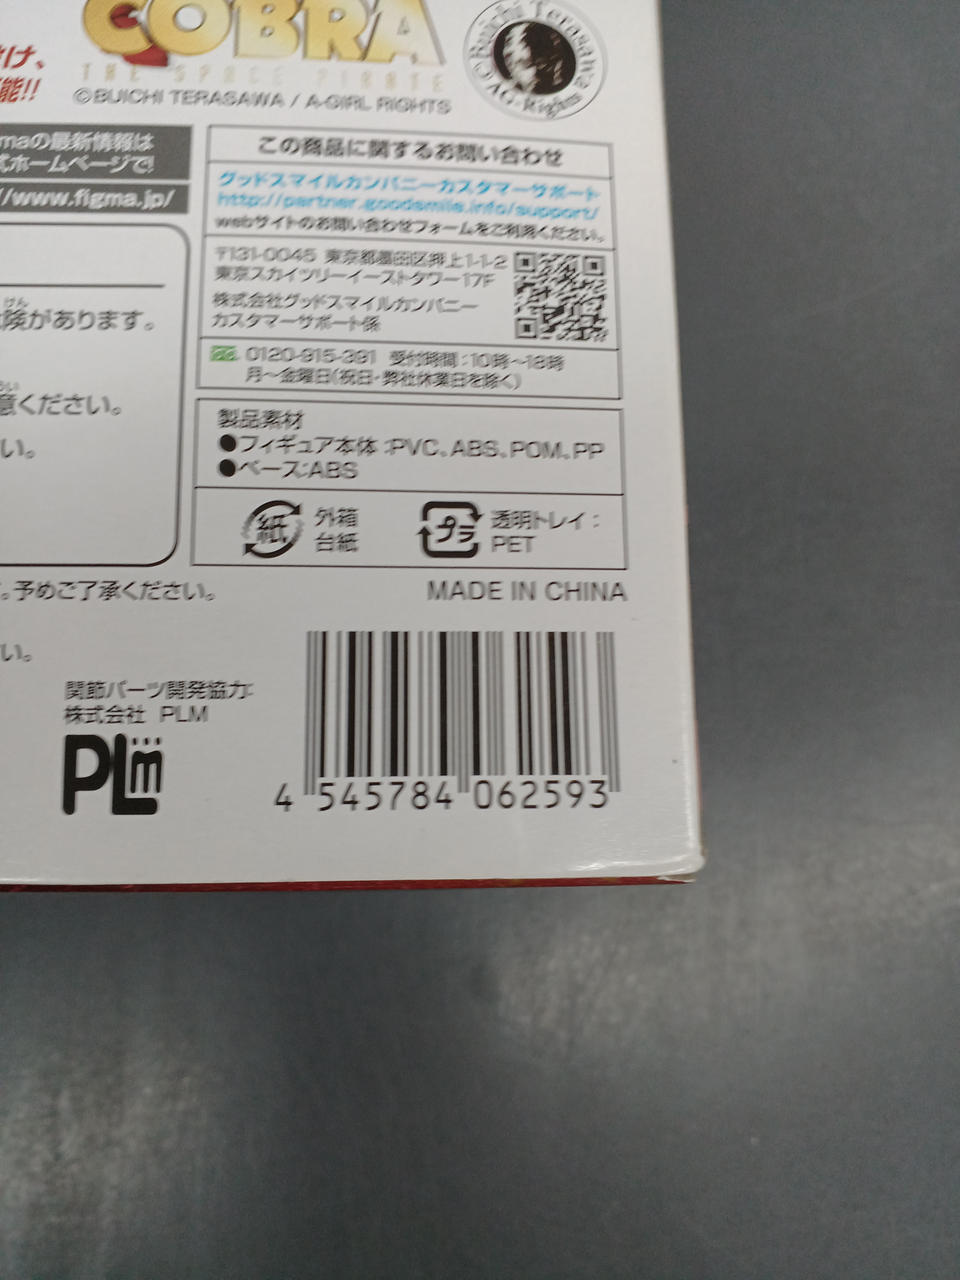 COBRA
THE SPACE PIRATE
©BUICHI TERASAWA / A-GIRL RIGHTS
Buichi Terasawa
©AG-Rights
け、
能!!
maの最新情報は
式ホームページで!
//www.figma.jp/
この商品に関するお問い合わせ
グッドスマイルカンパニーカスタマーサポート
http://partner.goodsmile.info/support/
webサイトのお問い合わせフォームをご利用ください。
〒131-0045 東京都墨田区押上1-1-2
東京スカイツリーイーストタワー17F
株式会社グッドスマイルカンパニー
カスタマーサポート係
0120-915-391 受付時間:10時〜18時
月〜金曜日(祝日・弊社休業日を除く)
けん
険があります。
い
意ください。
い。
製品素材
●フィギュア本体:PVC、ABS、POM、PP
●ベース:ABS
紙 外箱
台紙
プラ 透明トレイ:
PET
。予めご了承ください。
MADE IN CHINA
い。
関節パーツ開発協力:
株式会社 PLM
PLM
4 545784 062593